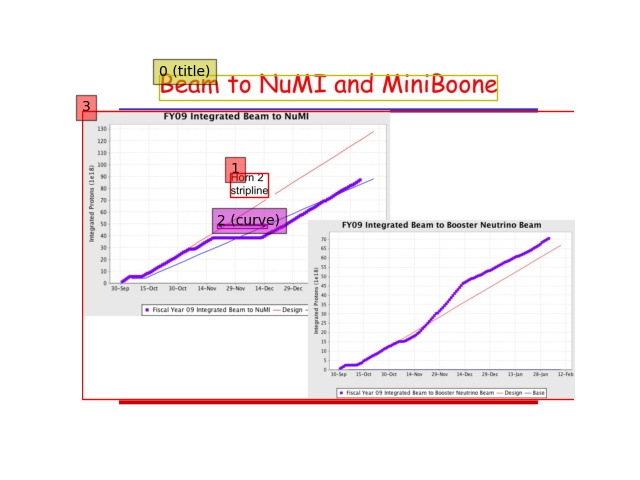 0 (title)
Beam to NuMI and MiniBoone
3
FY09 Integrated Beam to NuMI
Integrated Protons (1e18)
130
120
110
100
90
80
70
60
50
40
30
20
10
0
30-Sep 15-Oct 30-Oct 14-Nov 29-Nov 14-Dec 29-Dec
1
Horn 2
stripline
2 (curve)
Fiscal Year 09 Integrated Beam to NuMI Design
FY09 Integrated Beam to Booster Neutrino Beam
Integrated Protons (1e18)
70
65
60
55
50
45
40
35
30
25
20
15
10
5
0
30-Sep 15-Oct 30-Oct 14-Nov 29-Nov 14-Dec 29-Dec 13-Jan 28-Jan 12-Feb
Fiscal Year 09 Integrated Beam to Booster Neutrino Beam Design Base